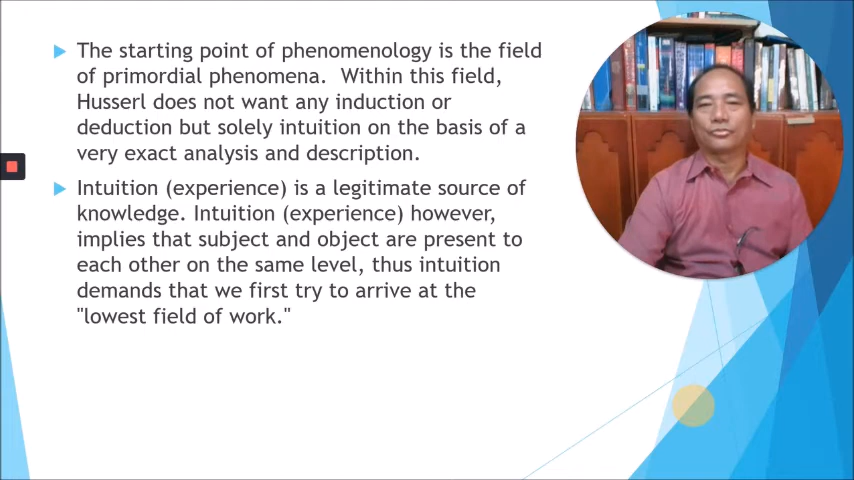 The starting point of phenomenology is the field
of primordial phenomena. Within this field,
Husserl does not want any induction or
deduction but solely intuition on the basis of a
very exact analysis and description.
Intuition (experience) is a legitimate source of
knowledge. Intuition (experience) however,
implies that subject and object are present to
each other on the same level, thus intuition
demands that we first try to arrive at the
"lowest field of work."